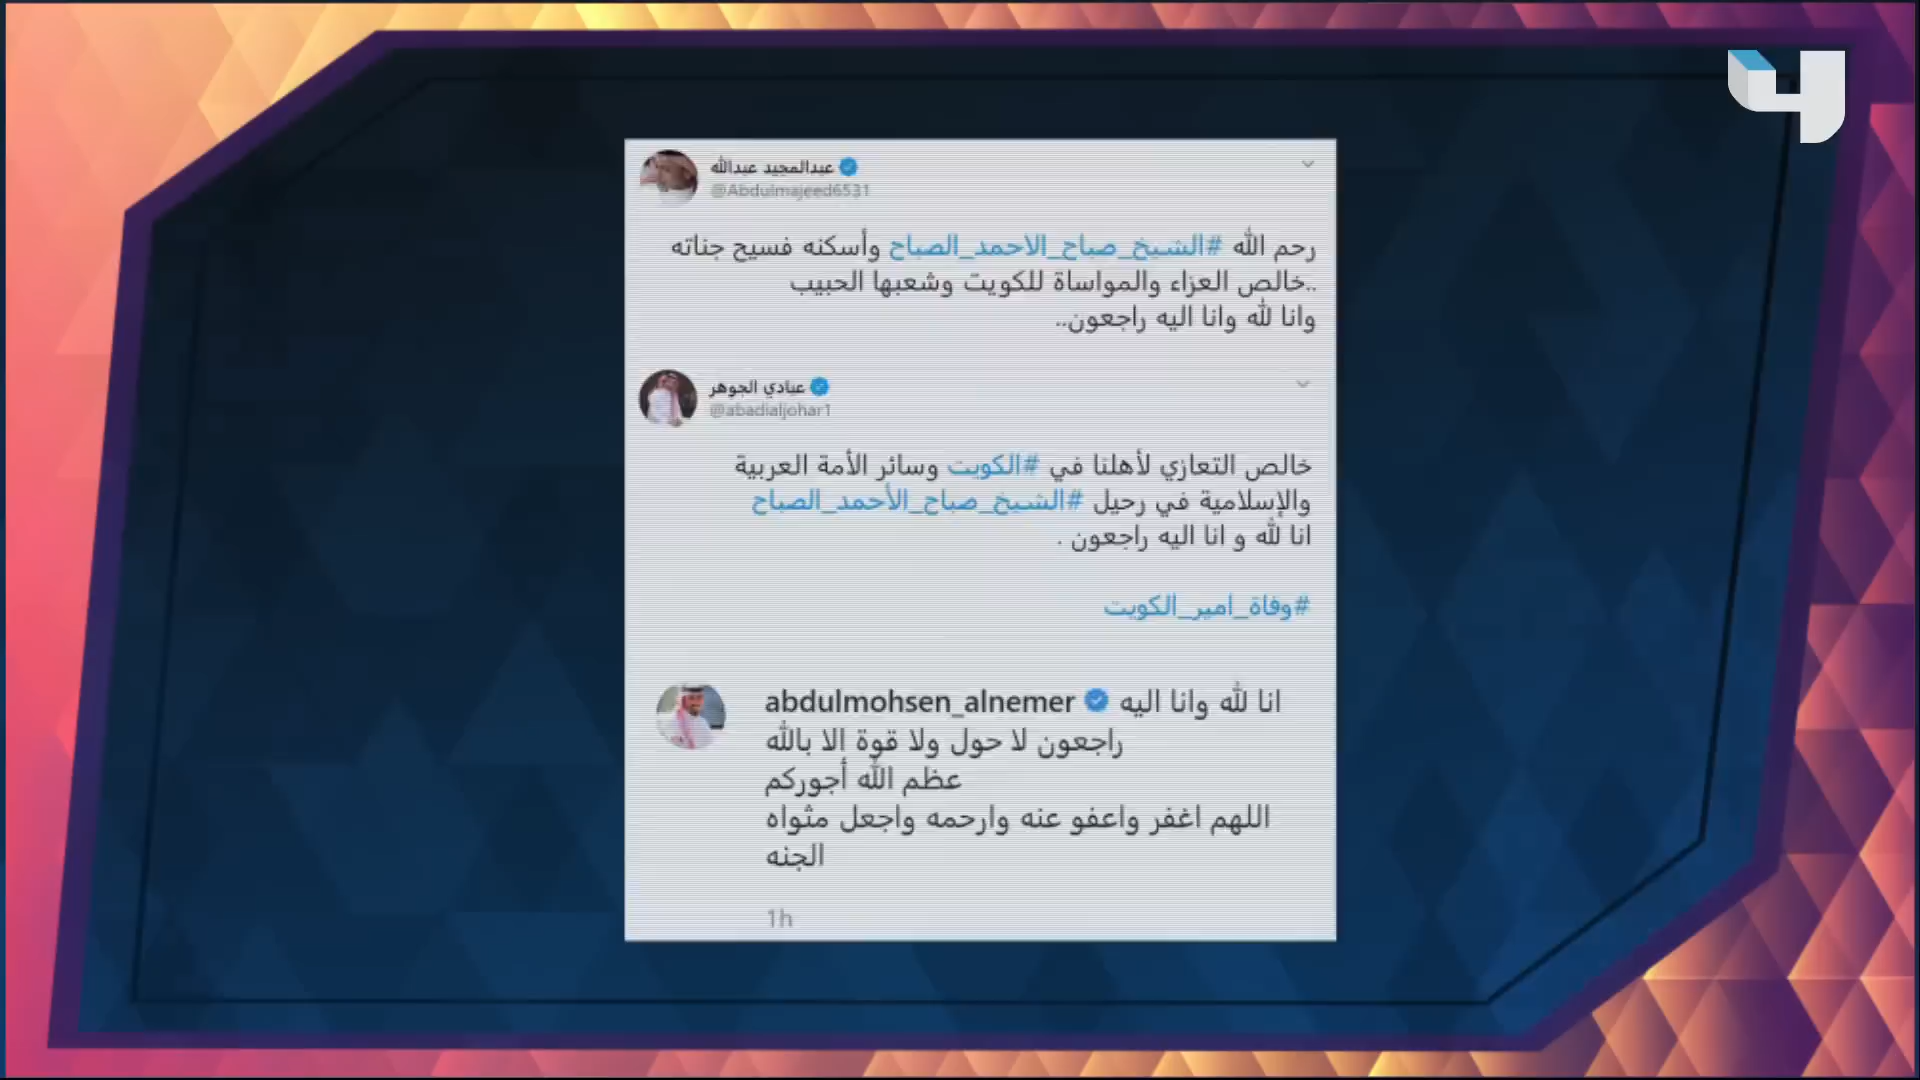 عبدالمجيد عبدالله
@Abdulmajeed6531
رحم الله #الشيخ_صباح_الاحمد_الصباح وأسكنه فسيح جناته
..خالص العزاء والمواساة للكويت وشعبها الحبيب
وانا لله وانا اليه راجعون..
عبادي الجوهر
@abadialjohar1
خالص التعازي لأهلنا في #الكويت وسائر الأمة العربية
والإسلامية في رحيل #الشيخ_صباح_الأحمد_الصباح
انا لله و انا اليه راجعون .
#وفاة_امير_الكويت
abdulmohsen_alnemer انا لله وانا اليه
راجعون لا حول ولا قوة الا بالله
عظم الله أجوركم
اللهم اغفر واعفو عنه وارحمه واجعل مثواه
الجنه
1h